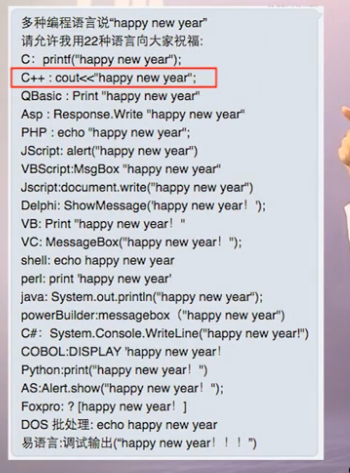 多种编程语言说“happy new year”
请允许我用22种语言向大家祝福:
C：printf("happy new year");
C++ : cout<<"happy new year";
QBasic : Print "happy new year"
Asp : Response.Write "happy new year"
PHP : echo "happy new year";
JScript: alert("happy new year")
VBScript:MsgBox "happy new year"
Jscript:document.write("happy new year")
Delphi: ShowMessage('happy new year！');
VB: Print "happy new year！"
VC: MessageBox("happy new year！");
shell: echo happy new year
perl: print 'happy new year'
java: System.out.println("happy new year");
powerBuilder:messagebox（"happy new year")
C#：System.Console.WriteLine("happy new year!")
COBOL:DISPLAY 'happy new year!
Python:print("happy new year！")
AS:Alert.show("happy new year！");
Foxpro: ? [happy new year！]
DOS 批处理: echo happy new year
易语言:调试输出(“happy new year！！！”)